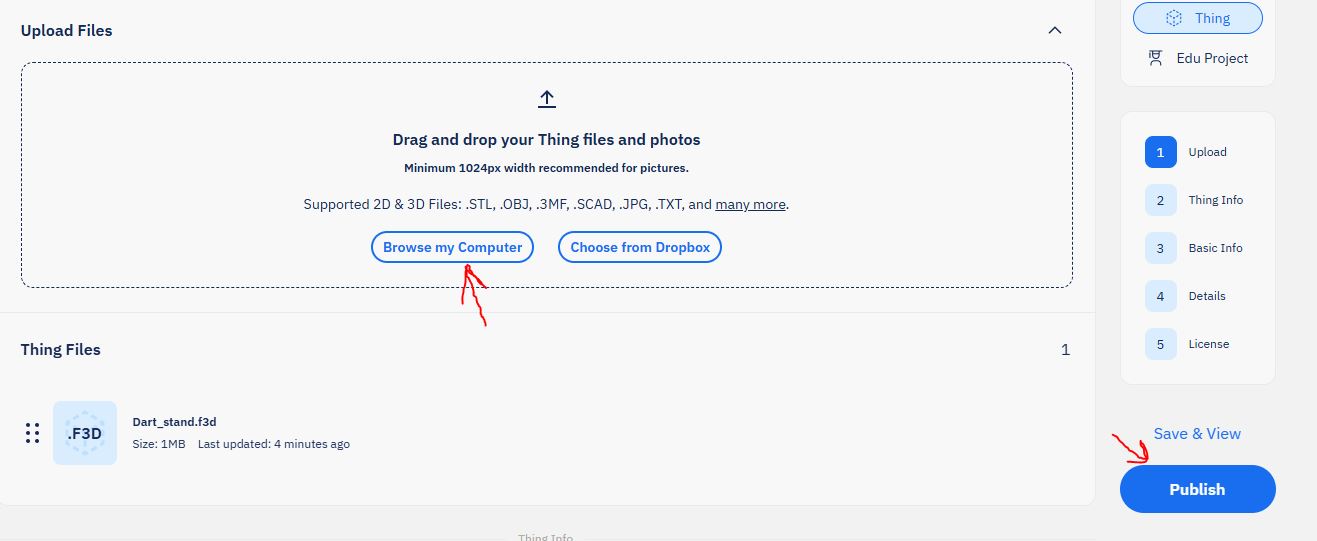 Upload Files
Drag and drop your Thing files and photos
Minimum 1024px width recommended for pictures.
Supported 2D & 3D Files: .STL, .OBJ, .3MF, .SCAD, .JPG, .TXT, and many more.
Browse my Computer
Choose from Dropbox
Thing Files
1
.F3D
Dart_stand.f3d
Size: 1MB Last updated: 4 minutes ago
Thing Info
Thing
Edu Project
1 Upload
2 Thing Info
3 Basic Info
4 Details
5 License
Save & View
Publish